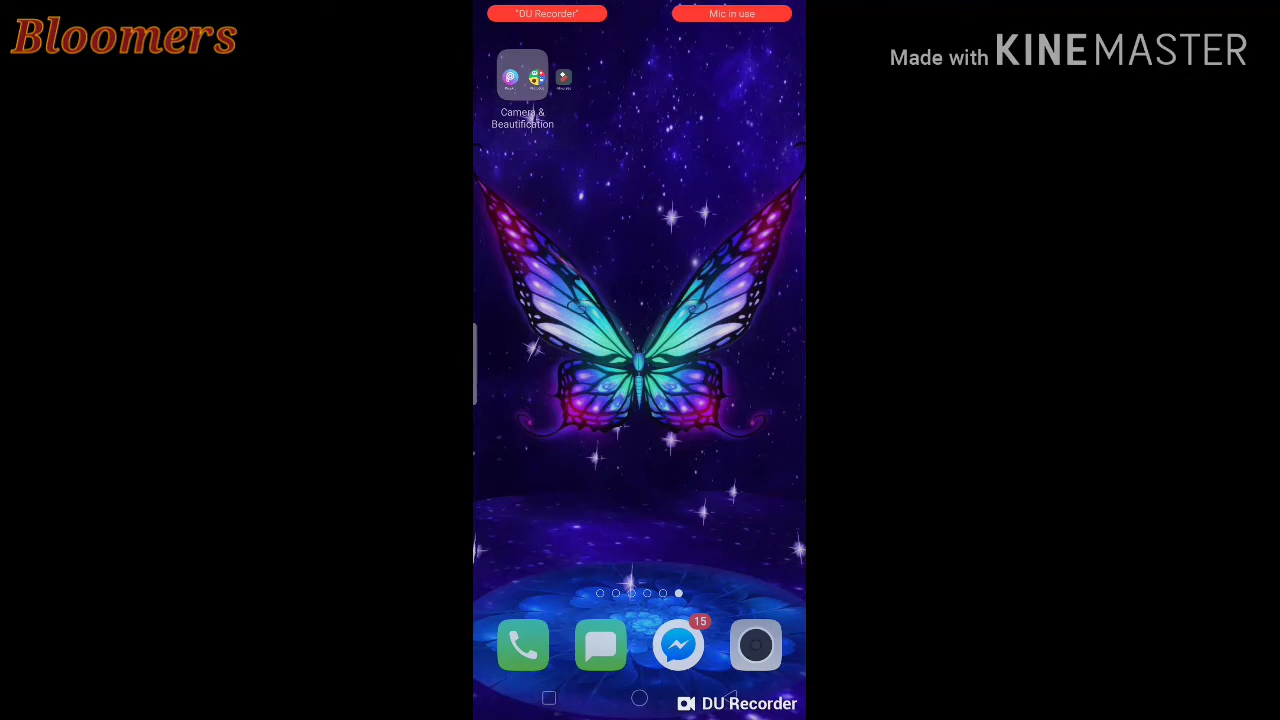 Bloomers
"DU Recorder"
Mic in use
Made with KINEMASTER
Camera &
Beautification
15
DU Recorder